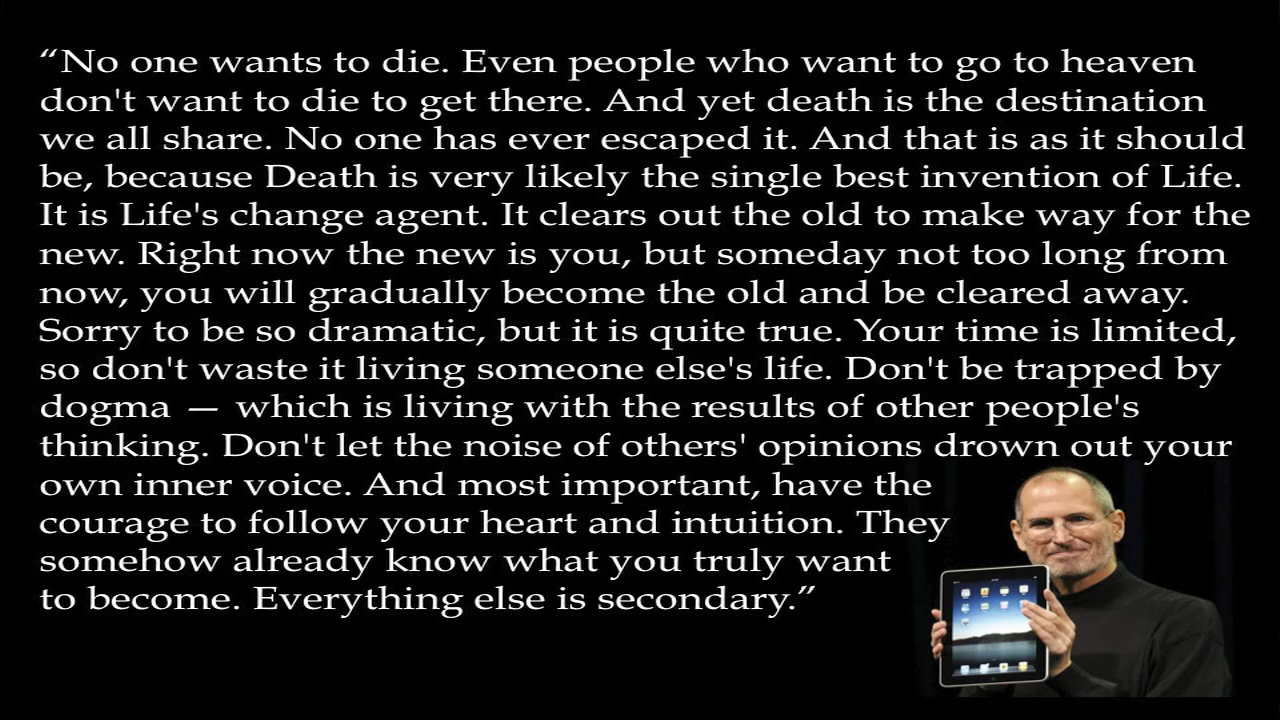 “No one wants to die. Even people who want to go to heaven
don't want to die to get there. And yet death is the destination
we all share. No one has ever escaped it. And that is as it should
be, because Death is very likely the single best invention of Life.
It is Life's change agent. It clears out the old to make way for the
new. Right now the new is you, but someday not too long from
now, you will gradually become the old and be cleared away.
Sorry to be so dramatic, but it is quite true. Your time is limited,
so don't waste it living someone else's life. Don't be trapped by
dogma — which is living with the results of other people's
thinking. Don't let the noise of others' opinions drown out your
own inner voice. And most important, have the
courage to follow your heart and intuition. They
somehow already know what you truly want
to become. Everything else is secondary.”